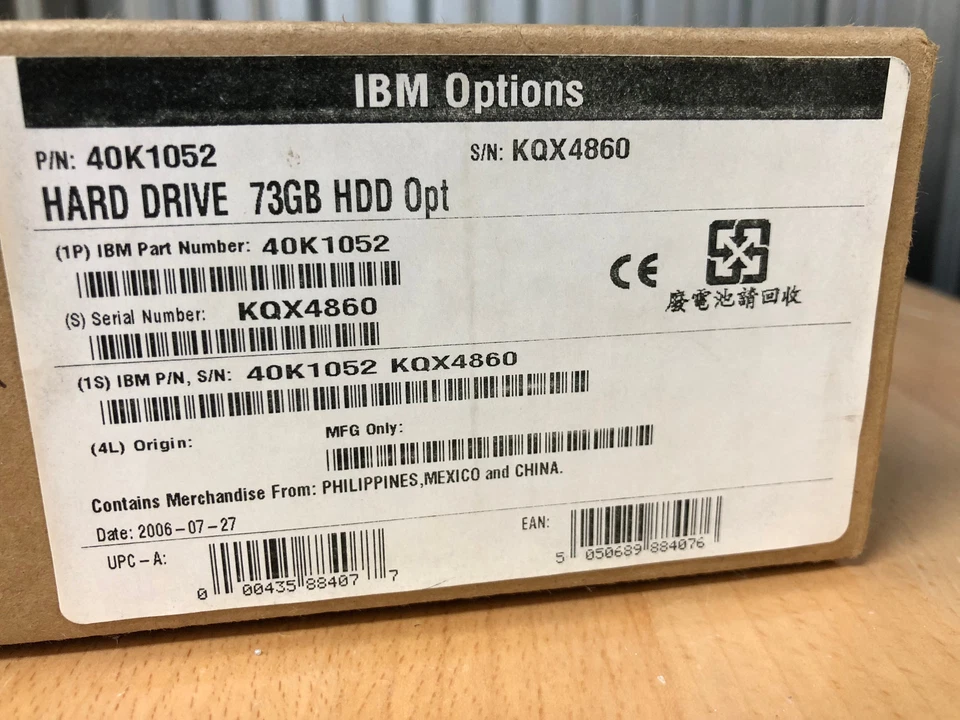 IBM Options
P/N: 40K1052
S/N: KQX4860
HARD DRIVE 73GB HDD Opt
(1P) IBM Part Number: 40K1052
CE
廢電池請回收
(S) Serial Number: KQX4860
(1S) IBM P/N, S/N: 40K1052 KQX4860
(4L) Origin:
MFG Only:
Contains Merchandise From: PHILIPPINES,MEXICO and CHINA.
Date: 2006-07-27
UPC-A:
0 00435 88407 7
EAN:
5 050689 884076